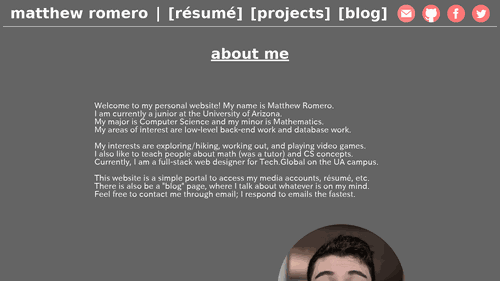 matthew romero | [résumé] [projects] [blog]
about me
Welcome to my personal website! My name is Matthew Romero.
I am currently a junior at the University of Arizona.
My major is Computer Science and my minor is Mathematics.
My areas of interest are low-level back-end work and database work.
My interests are exploring/hiking, working out, and playing video games.
I also like to teach people about math (was a tutor) and CS concepts.
Currently, I am a full-stack web designer for Tech.Global on the UA campus.
This website is a simple portal to access my media accounts, résumé, etc.
There is also be a "blog" page, where I talk about whatever is on my mind.
Feel free to contact me through email; I respond to emails the fastest.